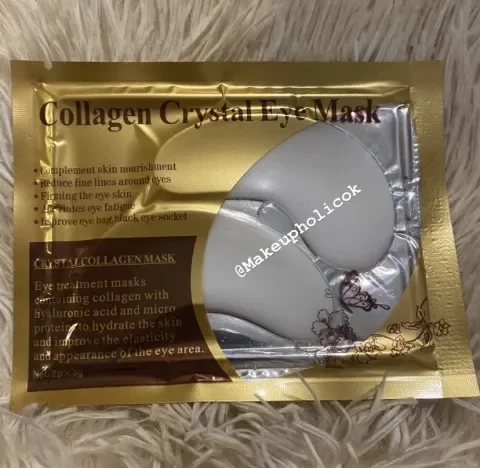 Collagen Crystal Eye Mask
• Complement skin nourishment
• Reduce fine lines around eyes
• Firming the eye skin
• Alleviates eye fatigue
• Improve eye bag black eye socket
@Makeupholicok
CRYSTAL COLLAGEN MASK
Eye treatment masks
containing collagen with
hyaluronic acid and micro
proteins to hydrate the skin
and improve the elasticity
and appearance of the eye area.